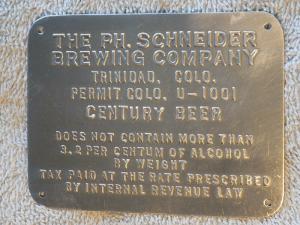 THE PH. SCHNEIDER
BREWING COMPANY
TRINIDAD, COLO.
PERMIT COLO. U-1001
CENTURY BEER
DOES NOT CONTAIN MORE THAN
3.2 PER CENTUM OF ALCOHOL
BY WEIGHT
TAX PAID AT THE RATE PRESCRIBED
BY INTERNAL REVENUE LAW